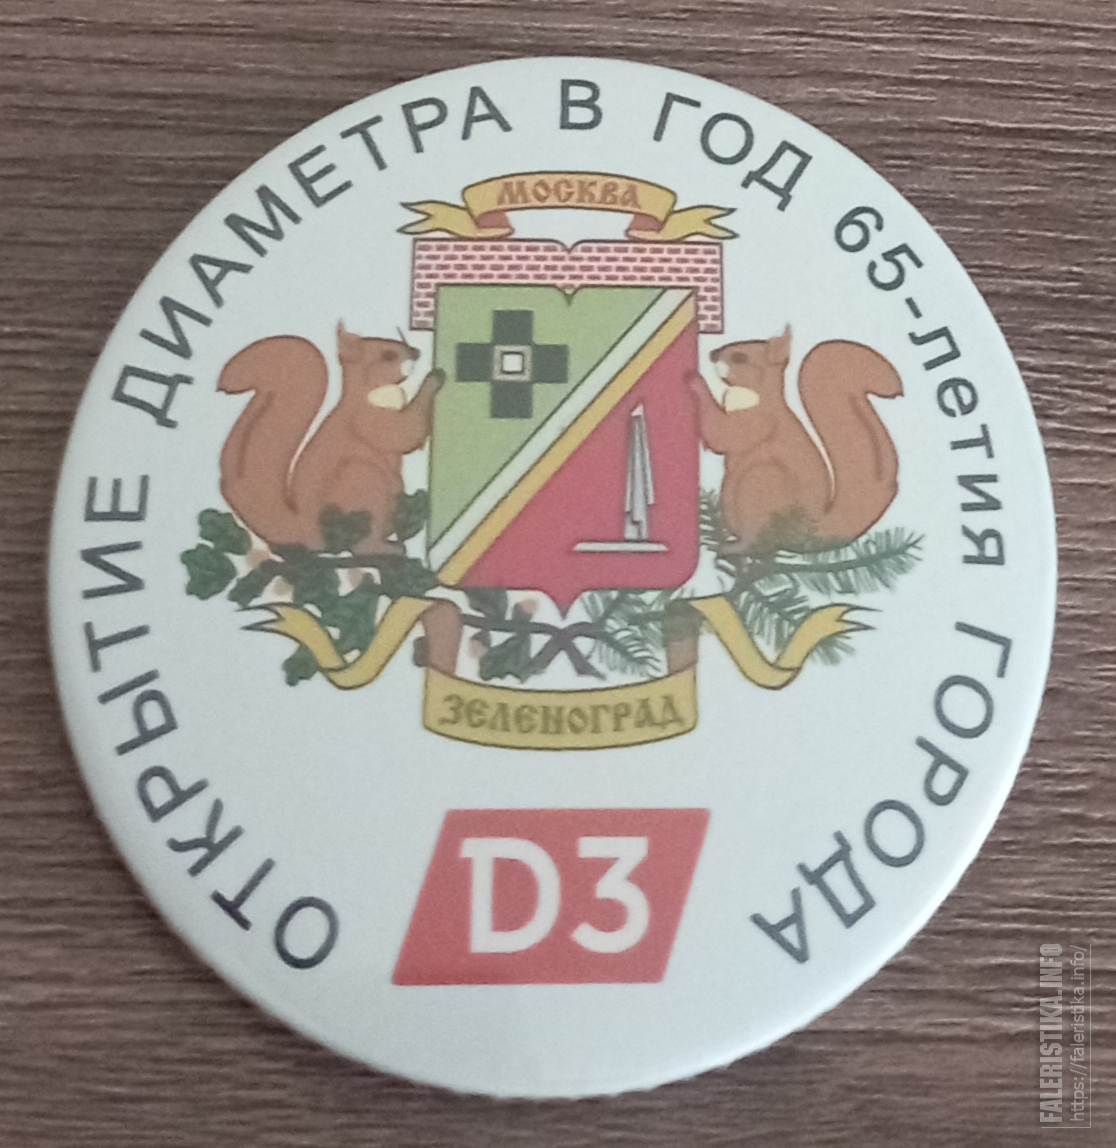 ОТКРЫТИЕ ДИАМЕТРА В ГОД 65-летия ГОРОДА
МОСКВА
ЗЕЛЕНОГРАД
D3
FALERISTIKA.INFO
https://faleristika.info/